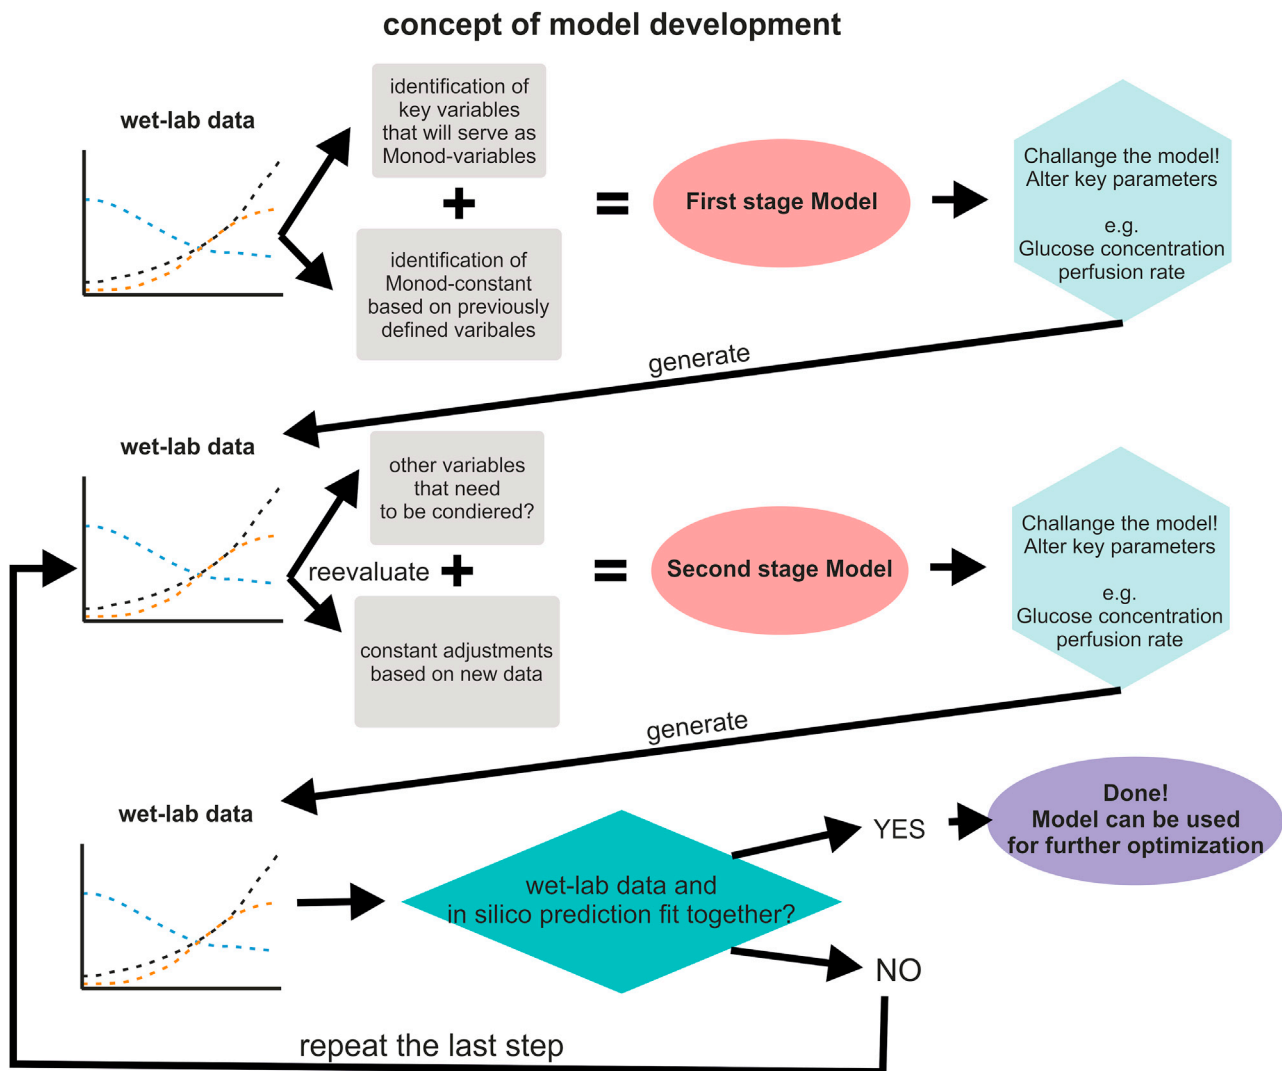 concept of model development
wet-lab data
identification of
key variables
that will serve as
Monod-variables
+
identification of
Monod-constant
based on previously
defined varibales
=
First stage Model
Challange the model!
Alter key parameters
e.g.
Glucose concentration
perfusion rate
generate
wet-lab data
other variables
that need
to be condiered?
reevaluate +
constant adjustments
based on new data
=
Second stage Model
Challange the model!
Alter key parameters
e.g.
Glucose concentration
perfusion rate
generate
wet-lab data
wet-lab data and
in silico prediction fit together?
YES
Done!
Model can be used
for further optimization
NO
repeat the last step